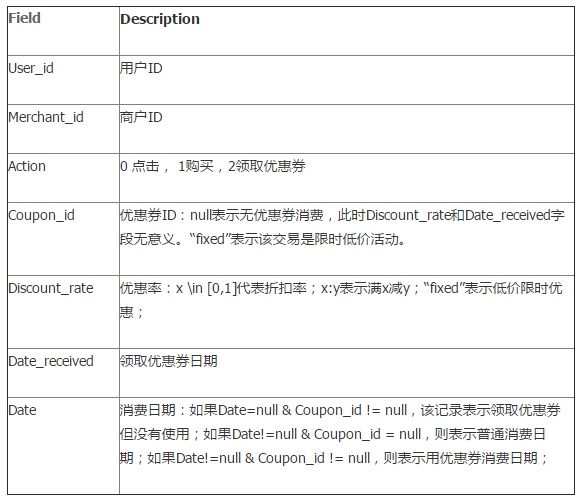 Field Description
User_id 用户ID
Merchant_id 商户ID
Action 0 点击， 1购买，2领取优惠券
Coupon_id 优惠券ID：null表示无优惠券消费，此时Discount_rate和Date_received字
段无意义。“fixed”表示该交易是限时低价活动。
Discount_rate 优惠率：x \in [0,1]代表折扣率；x:y表示满x减y；“fixed”表示低价限时优
惠；
Date_received 领取优惠券日期
Date 消费日期：如果Date=null & Coupon_id != null，该记录表示领取优惠券
但没有使用；如果Date!=null & Coupon_id = null，则表示普通消费日
期；如果Date!=null & Coupon_id != null，则表示用优惠券消费日期；